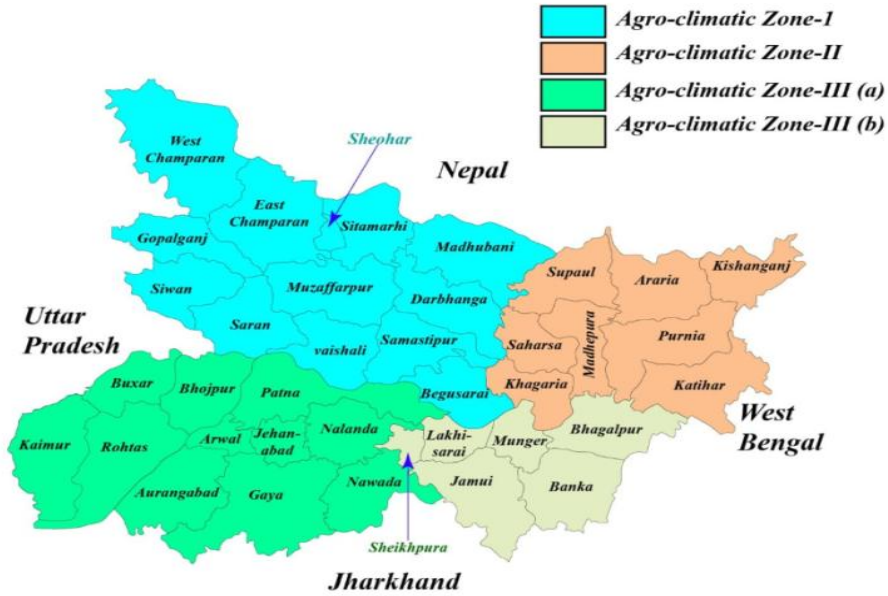 Agro-climatic Zone-1
Agro-climatic Zone-II
Agro-climatic Zone-III (a)
Agro-climatic Zone-III (b)
West
Champaran
Sheohar
Nepal
East
Champaran
Sitamarhi
Gopalganj
Madhubani
Supaul
Araria
Kishanganj
Siwan
Muzaffarpur
Darbhanga
Uttar
Pradesh
Saran
vaishali
Samastipur
Saharsa
Madhepura
Purnia
Buxar
Bhojpur
Patna
Begusarai
Khagaria
Katihar
West
Bengal
Kaimur
Rohtas
Arwal
Jehan-
abad
Nalanda
Lakhi-
sarai
Munger
Bhagalpur
Aurangabad
Gaya
Nawada
Jamui
Banka
Sheikhpura
Jharkhand